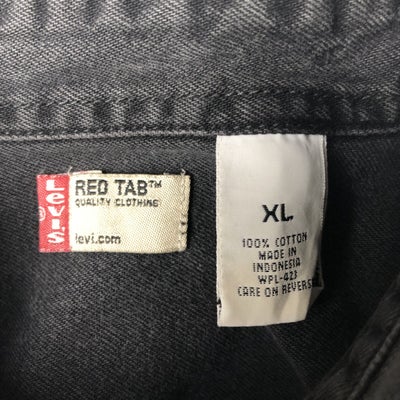 LEVI'S
®
RED TAB™
QUALITY CLOTHING
levi.com
XL
100% COTTON
MADE IN
INDONESIA
WPL-423
CARE ON REVERSE